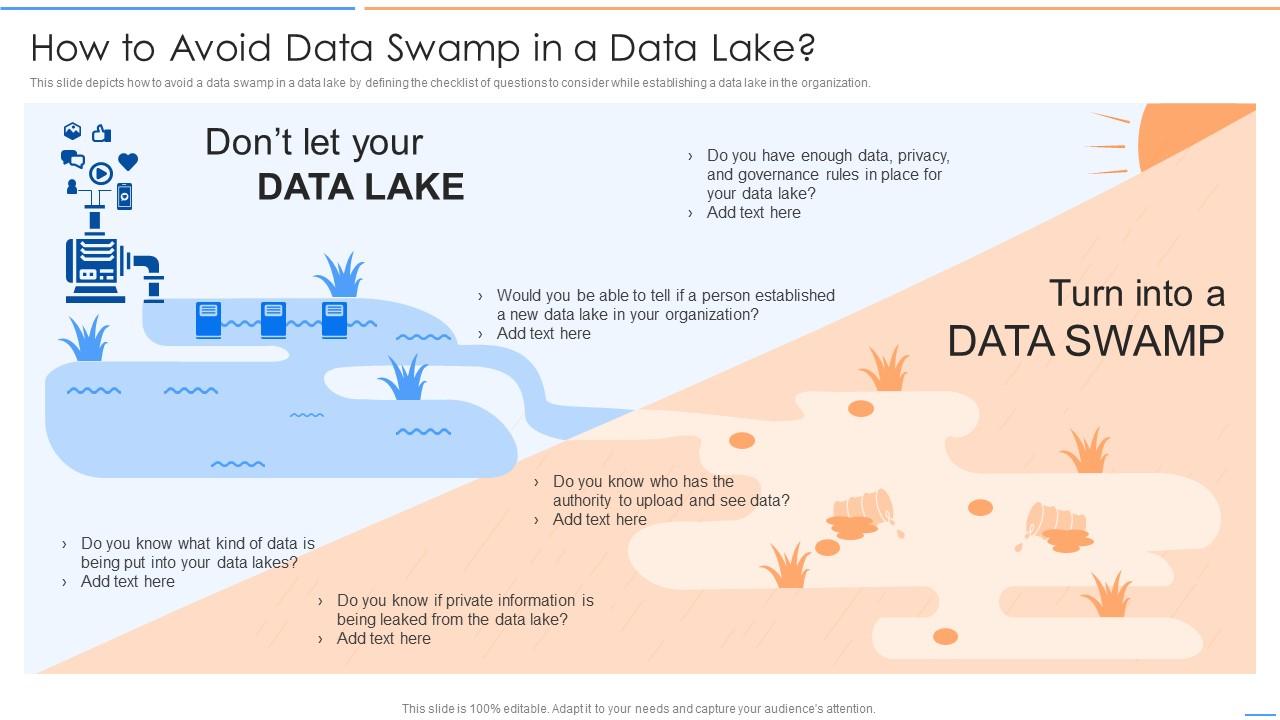 How to Avoid Data Swamp in a Data Lake?
This slide depicts how to avoid a data swamp in a data lake by defining the checklist of questions to consider while establishing a data lake in the organization.
Don’t let your
DATA LAKE
› Do you have enough data, privacy,
and governance rules in place for
your data lake?
› Add text here
› Would you be able to tell if a person established
a new data lake in your organization?
› Add text here
Turn into a
DATA SWAMP
› Do you know who has the
authority to upload and see data?
› Add text here
› Do you know what kind of data is
being put into your data lakes?
› Add text here
› Do you know if private information is
being leaked from the data lake?
› Add text here
This slide is 100% editable. Adapt it to your needs and capture your audience's attention.